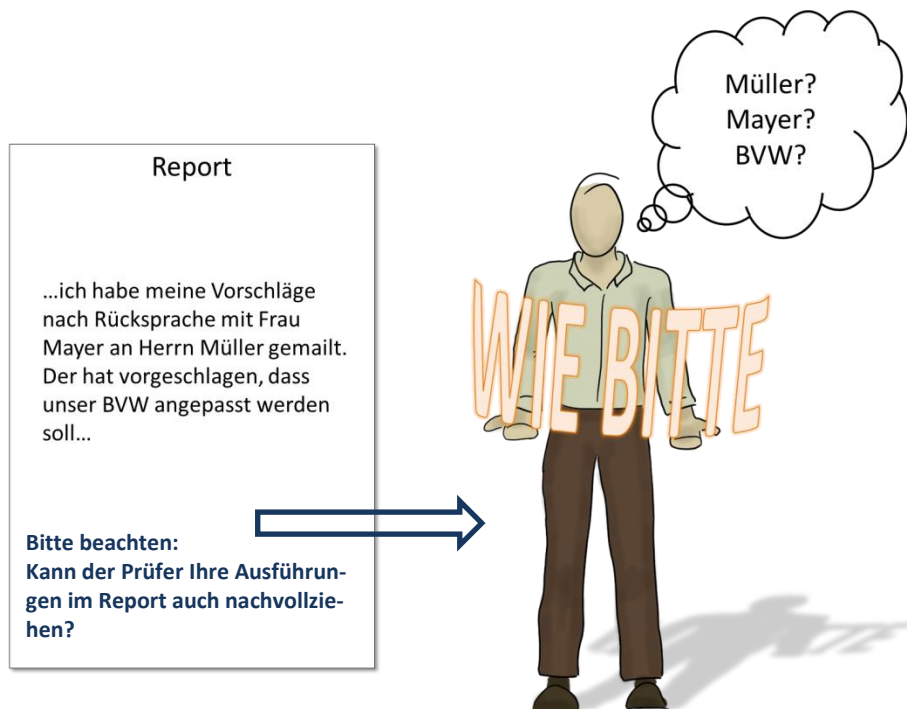 Report
...ich habe meine Vorschläge
nach Rücksprache mit Frau
Mayer an Herrn Müller gemailt.
Der hat vorgeschlagen, dass
unser BVW angepasst werden
soll...
Bitte beachten:
Kann der Prüfer Ihre Ausführun-
gen im Report auch nachvollzie-
hen?
Müller?
Mayer?
BVW?
WIE BITTE